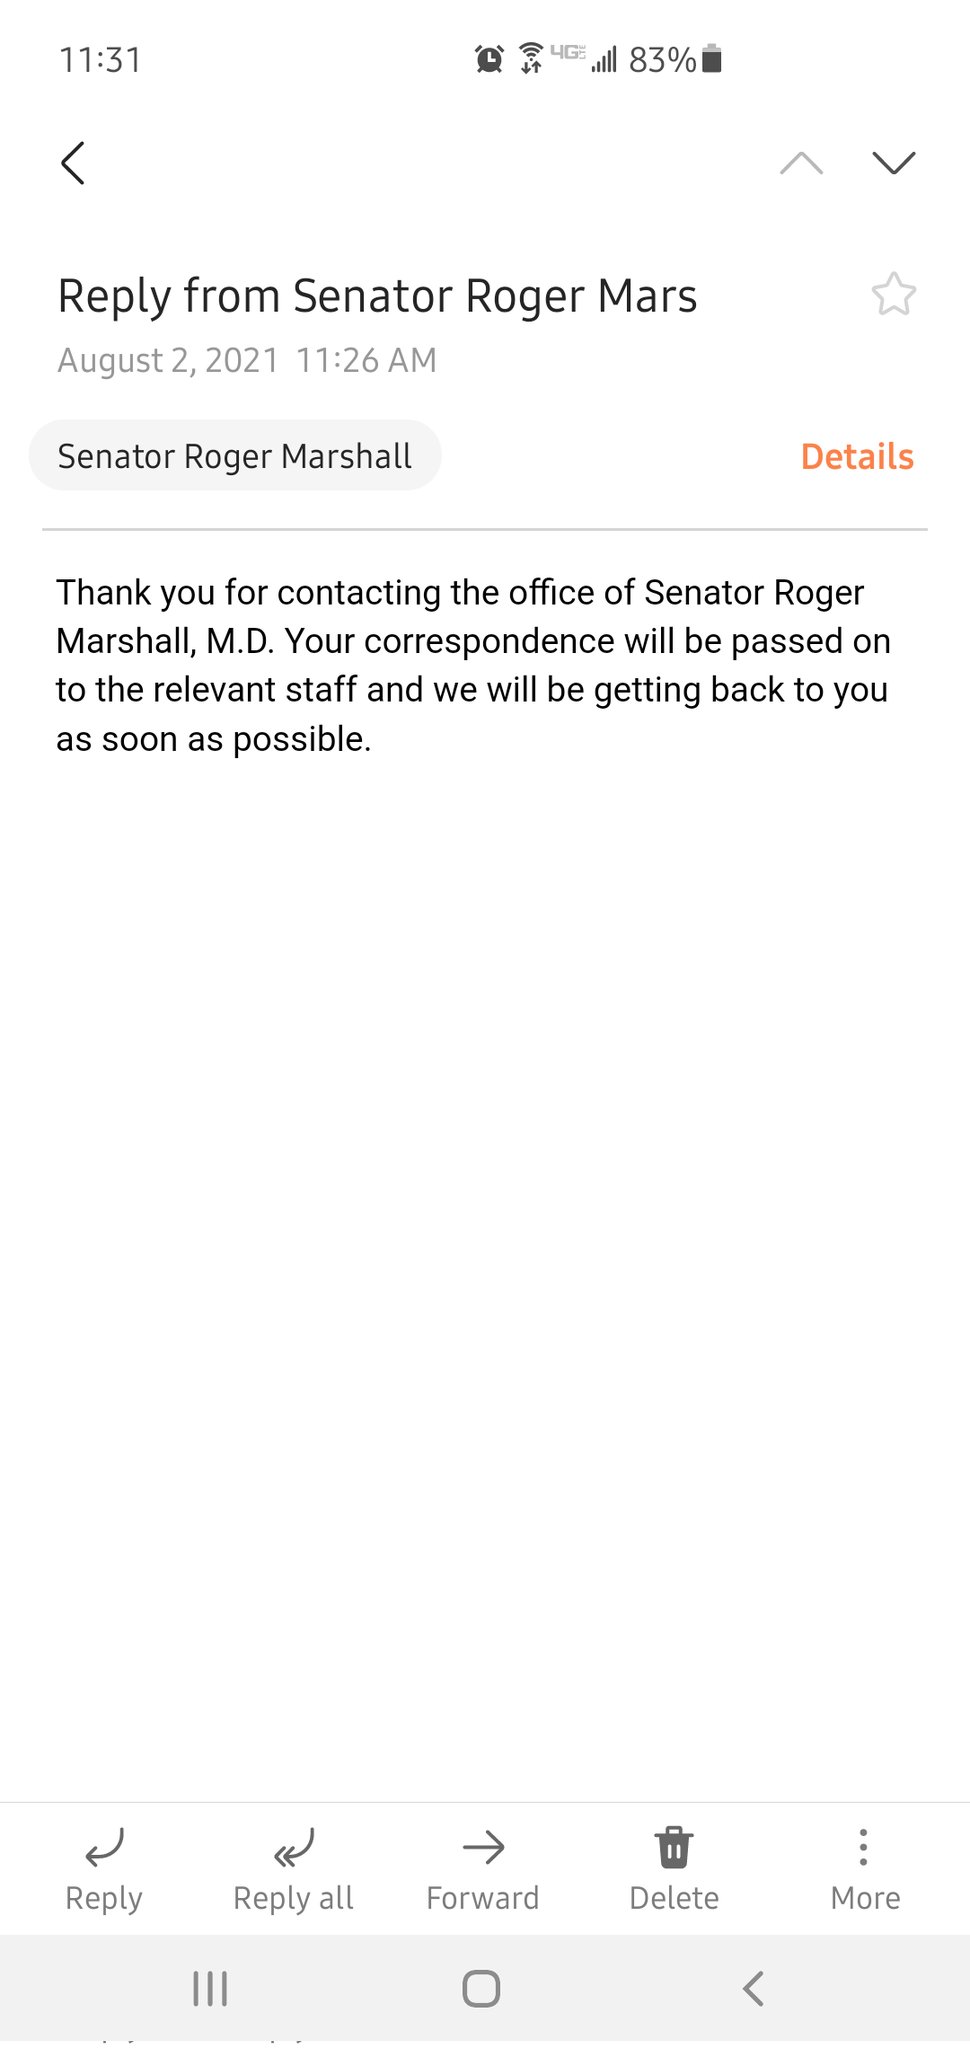 11:31 4G LTE 83%
Reply from Senator Roger Mars
August 2, 2021 11:26 AM
Senator Roger Marshall Details
Thank you for contacting the office of Senator Roger
Marshall, M.D. Your correspondence will be passed on
to the relevant staff and we will be getting back to you
as soon as possible.
Reply Reply all Forward Delete More